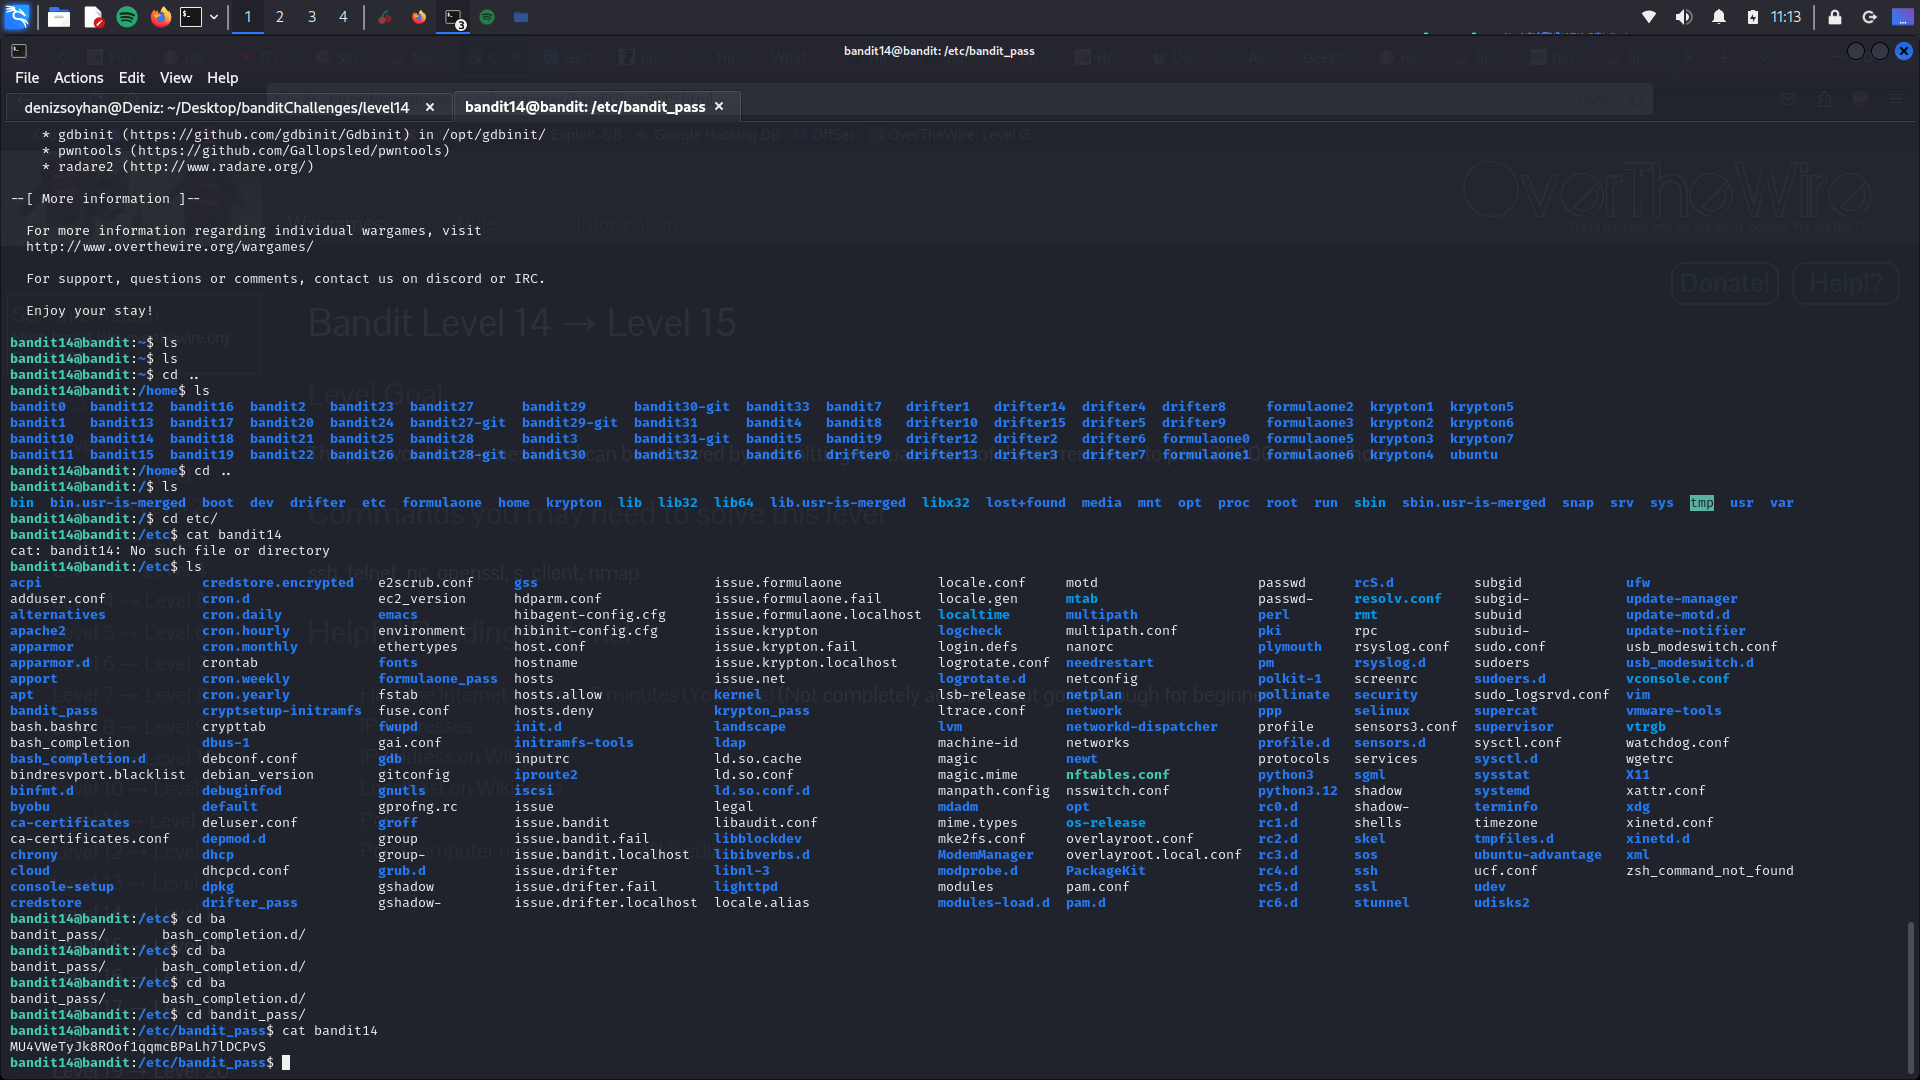 1 2 3 4 3 11:13
bandit14@bandit: /etc/bandit_pass
File Actions Edit View Help
denizsoyhan@Deniz: ~/Desktop/banditChallenges/level14 × bandit14@bandit: /etc/bandit_pass ×
* gdbinit (https://github.com/gdbinit/Gdbinit) in /opt/gdbinit/
* pwntools (https://github.com/Gallopsled/pwntools)
* radare2 (http://www.radare.org/)
--[ More information ]--
For more information regarding individual wargames, visit
http://www.overthewire.org/wargames/
For support, questions or comments, contact us on discord or IRC.
Enjoy your stay!
OverTheWire
Donate! Help!?
Bandit Level 14 → Level 15
bandit14@bandit:~$ ls
bandit14@bandit:~$ ls
bandit14@bandit:~$ cd ..
bandit14@bandit:/home$ ls
bandit0 bandit12 bandit16 bandit2 bandit23 bandit27 bandit29 bandit30-git bandit33 bandit7 drifter1 drifter14 drifter4 drifter8 formulaone2 krypton1 krypton5
bandit1 bandit13 bandit17 bandit20 bandit24 bandit27-git bandit29-git bandit31 bandit4 bandit8 drifter10 drifter15 drifter5 drifter9 formulaone3 krypton2 krypton6
bandit10 bandit14 bandit18 bandit21 bandit25 bandit28 bandit3 bandit31-git bandit5 bandit9 drifter12 drifter2 drifter6 formulaone0 formulaone5 krypton3 krypton7
bandit11 bandit15 bandit19 bandit22 bandit26 bandit28-git bandit30 bandit32 bandit6 drifter0 drifter13 drifter3 drifter7 formulaone1 formulaone6 krypton4 ubuntu
bandit14@bandit:/home$ cd ..
bandit14@bandit:/$ ls
bin bin.usr-is-merged boot dev drifter etc formulaone home krypton lib lib32 lib64 lib.usr-is-merged libx32 lost+found media mnt opt proc root run sbin sbin.usr-is-merged snap srv sys tmp usr var
bandit14@bandit:/$ cd etc/
bandit14@bandit:/etc$ cat bandit14
cat: bandit14: No such file or directory
bandit14@bandit:/etc$ ls
acpi credstore.encrypted e2scrub.conf gss issue.formulaone locale.conf motd passwd rcS.d subgid ufw
adduser.conf cron.d ec2_version hdparm.conf issue.formulaone.fail locale.gen mtab passwd- resolv.conf subgid- update-manager
alternatives cron.daily emacs hibagent-config.cfg issue.formulaone.localhost localtime multipath perl rmt subuid update-motd.d
apache2 cron.hourly environment hibinit-config.cfg issue.krypton logcheck multipath.conf pki rpc subuid- update-notifier
apparmor cron.monthly ethertypes host.conf issue.krypton.fail login.defs nanorc plymouth rsyslog.conf sudo.conf usb_modeswitch.conf
apparmor.d crontab fonts hostname issue.krypton.localhost logrotate.conf needrestart pm rsyslog.d sudoers usb_modeswitch.d
apport cron.weekly formulaone_pass hosts issue.net logrotate.d netconfig polkit-1 screenrc sudoers.d vconsole.conf
apt cron.yearly fstab hosts.allow kernel lsb-release netplan pollinate security sudo_logsrvd.conf vim
bandit_pass cryptsetup-initramfs fuse.conf hosts.deny krypton_pass ltrace.conf network ppp selinux supercat vmware-tools
bash.bashrc crypttab fwupd init.d landscape lvm networkd-dispatcher profile sensors3.conf supervisor vtrgb
bash_completion dbus-1 gai.conf initramfs-tools ldap machine-id networks profile.d sensors.d sysctl.conf watchdog.conf
bash_completion.d debconf.conf gdb inputrc ld.so.cache magic newt protocols services sysctl.d wgetrc
bindresvport.blacklist debian_version gitconfig iproute2 ld.so.conf magic.mime nftables.conf python3 sgml sysstat X11
binfmt.d debuginfod gnutls iscsi ld.so.conf.d manpath.config nsswitch.conf python3.12 shadow systemd xattr.conf
byobu default gprofng.rc issue legal mdadm opt rc0.d shadow- terminfo xdg
ca-certificates deluser.conf groff issue.bandit libaudit.conf mime.types os-release rc1.d shells timezone xinetd.conf
ca-certificates.conf depmod.d group issue.bandit.fail libblockdev mke2fs.conf overlayroot.conf rc2.d skel tmpfiles.d xinetd.d
chrony dhcp group- issue.bandit.localhost libibverbs.d ModemManager overlayroot.local.conf rc3.d sos ubuntu-advantage xml
cloud dhcpcd.conf grub.d issue.drifter libnl-3 modprobe.d PackageKit rc4.d ssh ucf.conf zsh_command_not_found
console-setup dpkg gshadow issue.drifter.fail lighttpd modules pam.conf rc5.d ssl udev
credstore drifter_pass gshadow- issue.drifter.localhost locale.alias modules-load.d pam.d rc6.d stunnel udisks2
bandit14@bandit:/etc$ cd ba
bandit_pass/ bash_completion.d/
bandit14@bandit:/etc$ cd ba
bandit_pass/ bash_completion.d/
bandit14@bandit:/etc$ cd ba
bandit_pass/ bash_completion.d/
bandit14@bandit:/etc$ cd bandit_pass/
bandit14@bandit:/etc/bandit_pass$ cat bandit14
MU4VWeTyJk8ROof1qqmcBPaLh7lDCPvS
bandit14@bandit:/etc/bandit_pass$